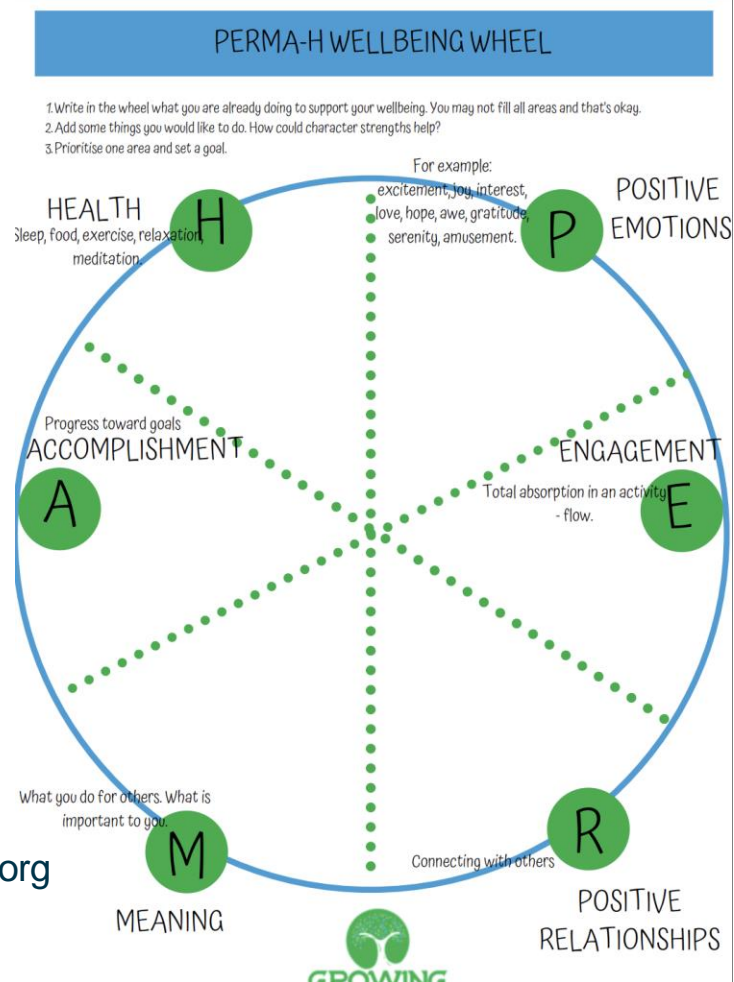 PERMA-H WELLBEING WHEEL
1. Write in the wheel what you are already doing to support your wellbeing. You may not fill all areas and that's okay.
2. Add some things you would like to do. How could character strengths help?
3. Prioritise one area and set a goal.
For example:
excitement, joy, interest,
love, hope, awe, gratitude,
serenity, amusement.
P
POSITIVE
EMOTIONS
HEALTH
Sleep, food, exercise, relaxation,
meditation.
H
Progress toward goals
ACCOMPLISHMENT
A
ENGAGEMENT
Total absorption in an activity
- flow.
E
What you do for others. What is
important to you.
M
MEANING
org
Connecting with others
R
POSITIVE
RELATIONSHIPS
GROWING